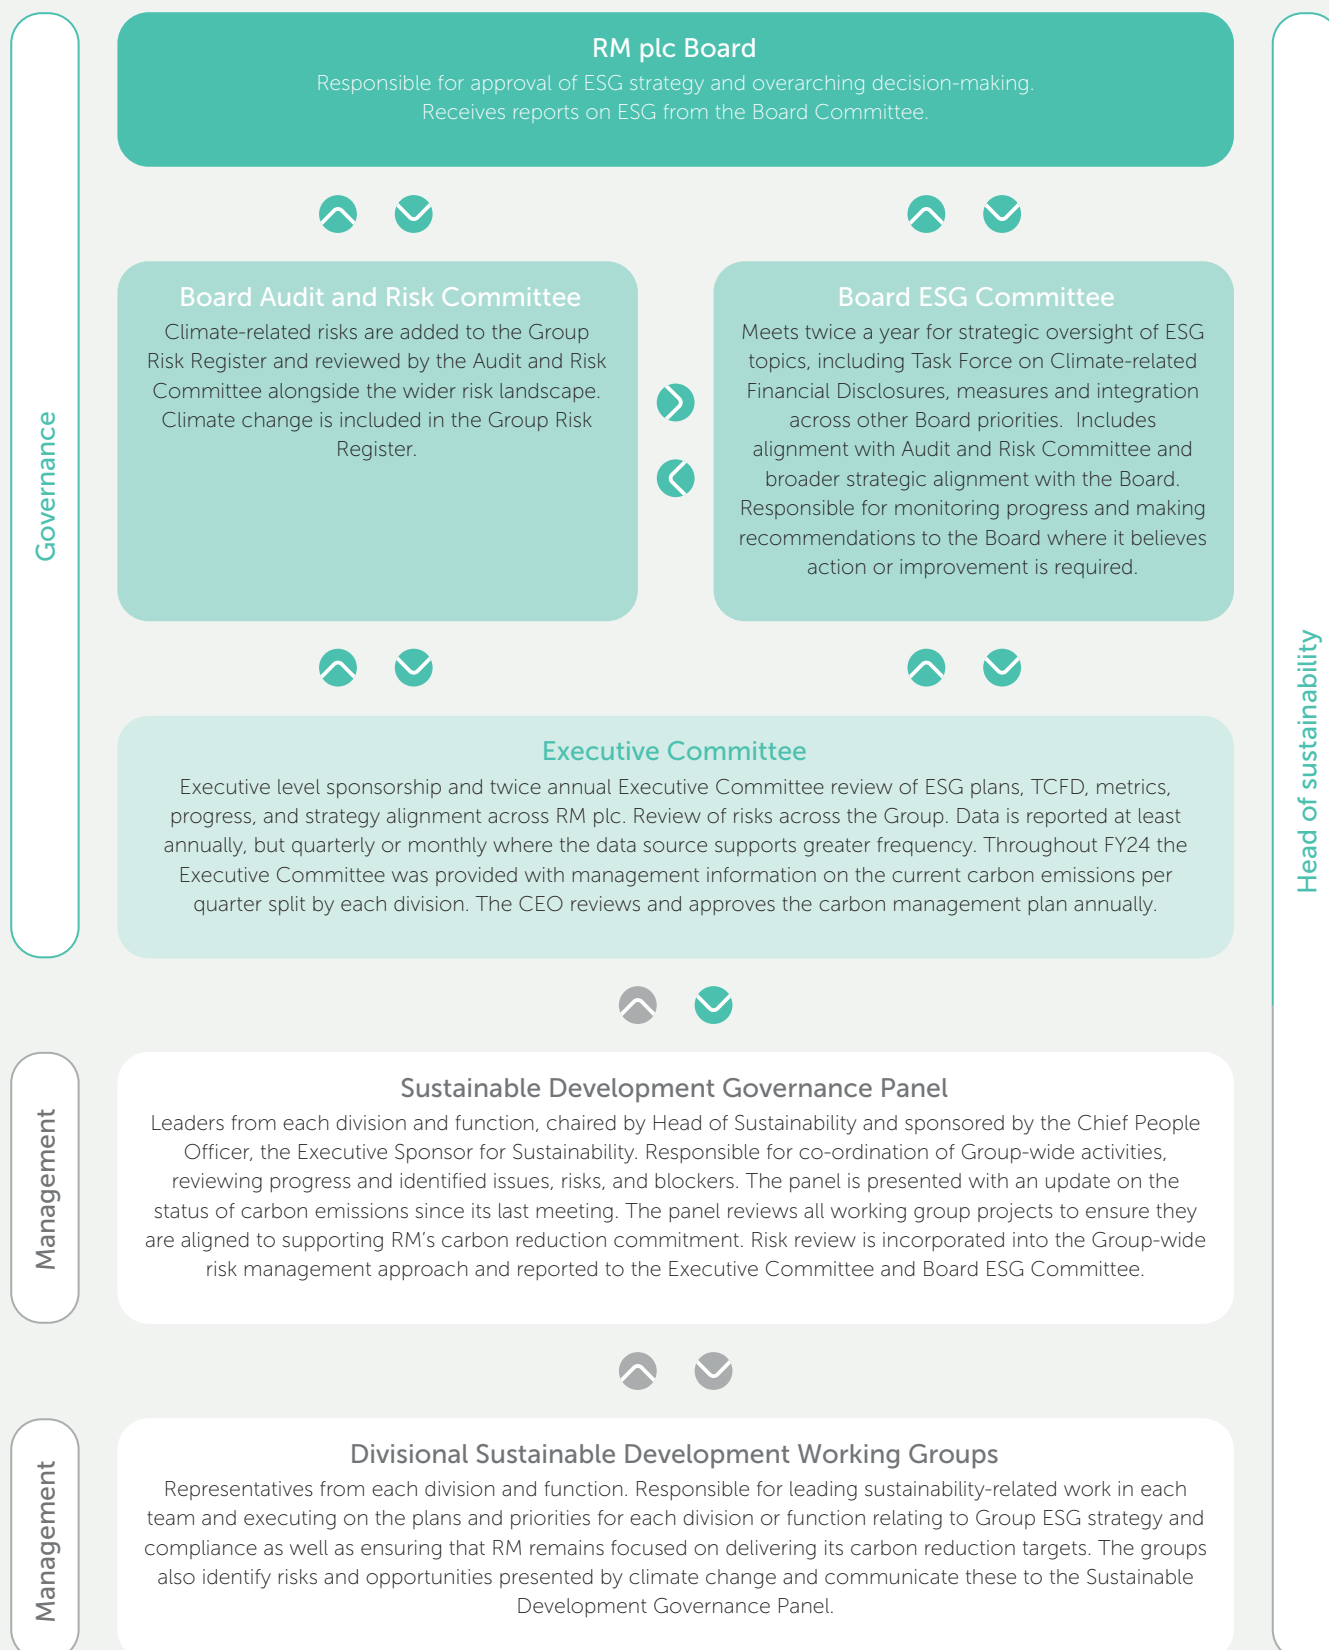 RM plc Board
Responsible for approval of ESG strategy and overarching decision-making.
Receives reports on ESG from the Board Committee.
Governance
Board Audit and Risk Committee
Climate-related risks are added to the Group
Risk Register and reviewed by the Audit and Risk
Committee alongside the wider risk landscape.
Climate change is included in the Group Risk
Register.
Board ESG Committee
Meets twice a year for strategic oversight of ESG
topics, including Task Force on Climate-related
Financial Disclosures, measures and integration
across other Board priorities.  Includes
alignment with Audit and Risk Committee and
broader strategic alignment with the Board.
Responsible for monitoring progress and making
recommendations to the Board where it believes
action or improvement is required.
Head of sustainability
Executive Committee
Executive level sponsorship and twice annual Executive Committee review of ESG plans, TCFD, metrics,
progress, and strategy alignment across RM plc. Review of risks across the Group. Data is reported at least
annually, but quarterly or monthly where the data source supports greater frequency. Throughout FY24 the
Executive Committee was provided with management information on the current carbon emissions per
quarter split by each division. The CEO reviews and approves the carbon management plan annually.
Management
Sustainable Development Governance Panel
Leaders from each division and function, chaired by Head of Sustainability and sponsored by the Chief People
Officer, the Executive Sponsor for Sustainability. Responsible for co-ordination of Group-wide activities,
reviewing progress and identified issues, risks, and blockers. The panel is presented with an update on the
status of carbon emissions since its last meeting. The panel reviews all working group projects to ensure they
are aligned to supporting RM's carbon reduction commitment. Risk review is incorporated into the Group-wide
risk management approach and reported to the Executive Committee and Board ESG Committee.
Management
Divisional Sustainable Development Working Groups
Representatives from each division and function. Responsible for leading sustainability-related work in each
team and executing on the plans and priorities for each division or function relating to Group ESG strategy and
compliance as well as ensuring that RM remains focused on delivering its carbon reduction targets. The groups
also identify risks and opportunities presented by climate change and communicate these to the Sustainable
Development Governance Panel.